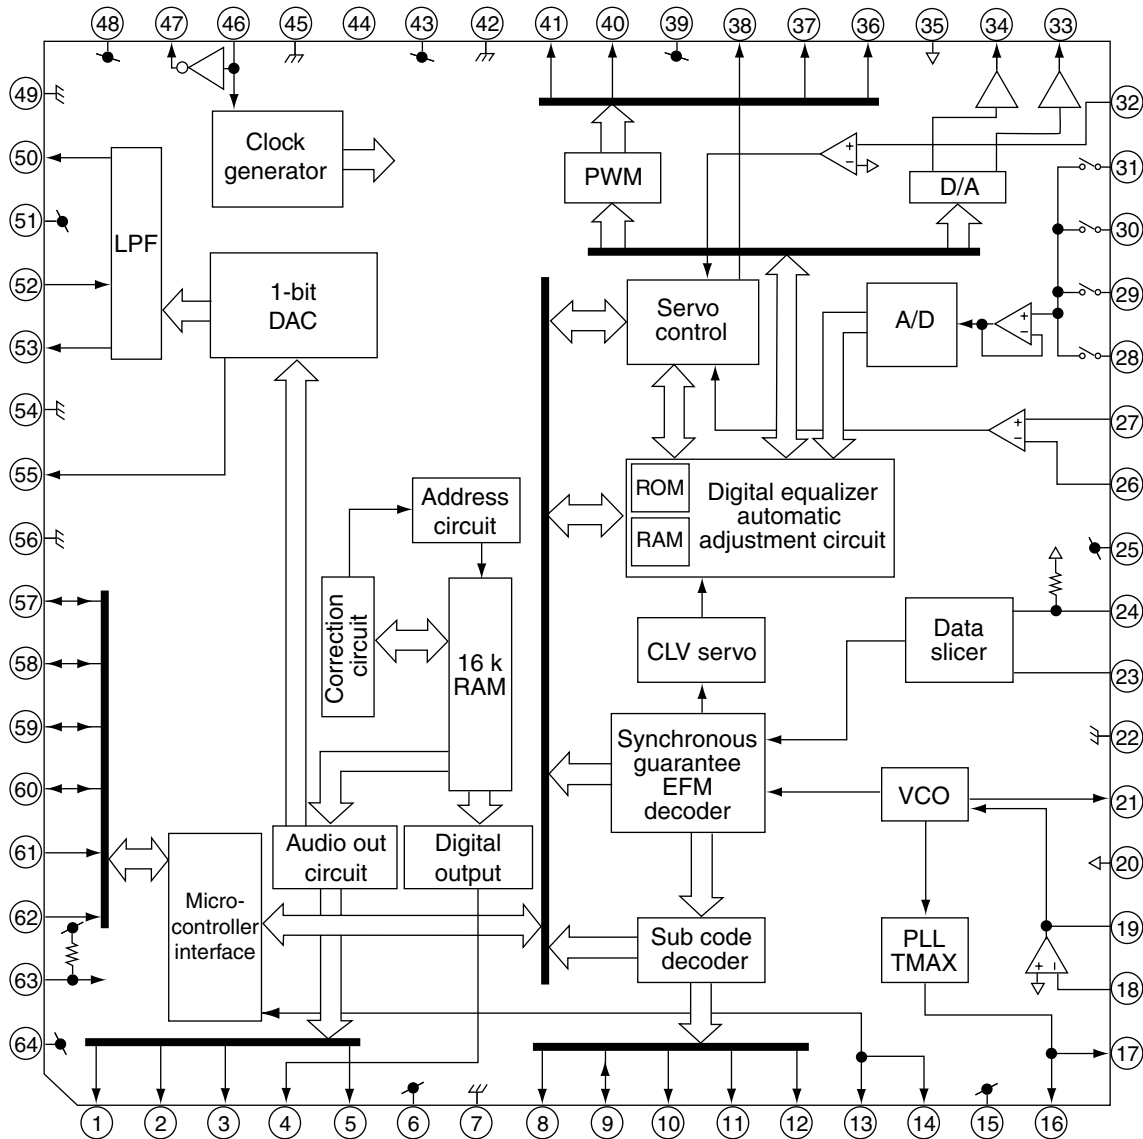 48 47 46 45 44 43 42 41 40 39 38 37 36 35 34 33
49
32
Clock
generator
50
31
PWM
D/A
51
LPF
30
52
1-bit
DAC
29
Servo
control
A/D
53
28
54
27
55
26
Address
circuit
ROM
RAM
Digital equalizer
automatic
adjustment circuit
56
25
57
24
Correction
circuit
16 k
RAM
CLV servo
Data
slicer
58
23
59
22
Synchronous
guarantee
EFM
decoder
60
VCO
21
61
20
Audio out
circuit
Digital
output
Micro-
controller
interface
62
19
Sub code
decoder
PLL
TMAX
63
18
64
17
1 2 3 4 5 6 7 8 9 10 11 12 13 14 15 16
+
−
+
−
+
−
+
−